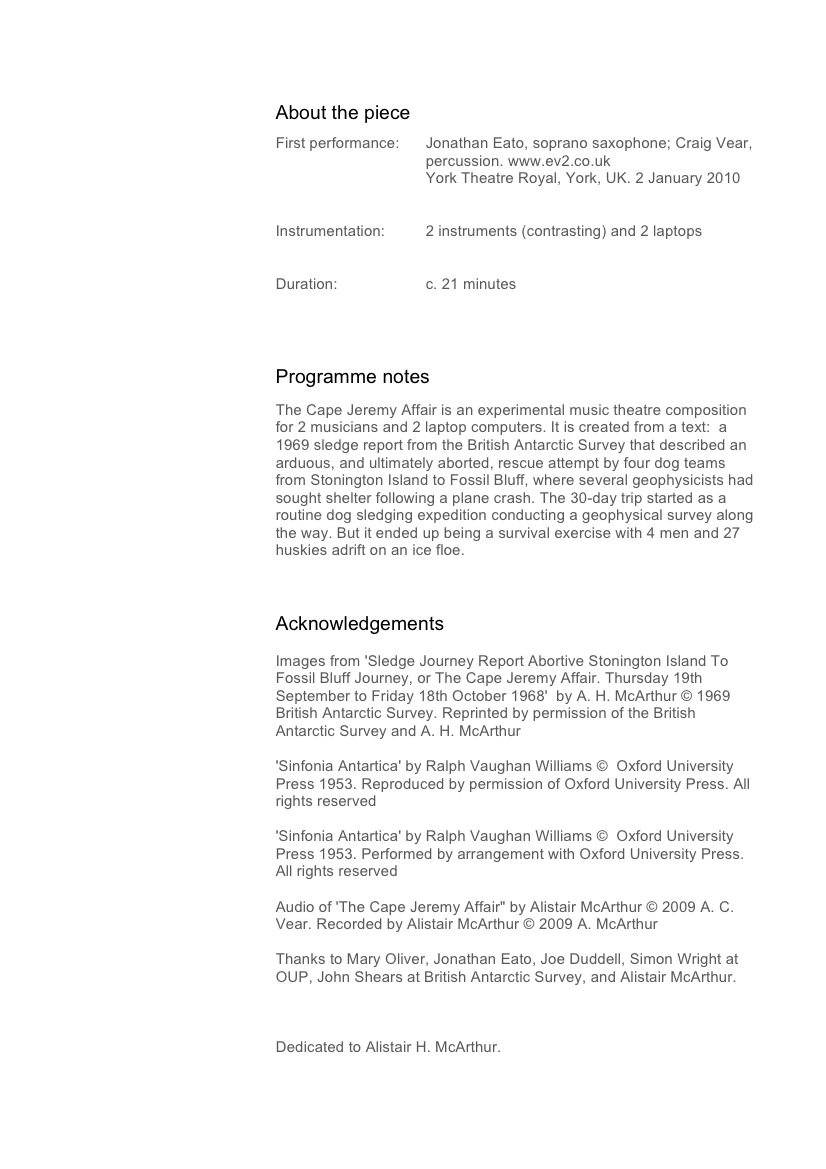 About the piece
First performance: Jonathan Eato, soprano saxophone; Craig Vear,
percussion. www.ev2.co.uk
York Theatre Royal, York, UK. 2 January 2010
Instrumentation: 2 instruments (contrasting) and 2 laptops
Duration: c. 21 minutes
Programme notes
The Cape Jeremy Affair is an experimental music theatre composition
for 2 musicians and 2 laptop computers. It is created from a text:  a
1969 sledge report from the British Antarctic Survey that described an
arduous, and ultimately aborted, rescue attempt by four dog teams
from Stonington Island to Fossil Bluff, where several geophysicists had
sought shelter following a plane crash. The 30-day trip started as a
routine dog sledging expedition conducting a geophysical survey along
the way. But it ended up being a survival exercise with 4 men and 27
huskies adrift on an ice floe.
Acknowledgements
Images from 'Sledge Journey Report Abortive Stonington Island To
Fossil Bluff Journey, or The Cape Jeremy Affair. Thursday 19th
September to Friday 18th October 1968'  by A. H. McArthur © 1969
British Antarctic Survey. Reprinted by permission of the British
Antarctic Survey and A. H. McArthur
'Sinfonia Antartica' by Ralph Vaughan Williams ©  Oxford University
Press 1953. Reproduced by permission of Oxford University Press. All
rights reserved
'Sinfonia Antartica' by Ralph Vaughan Williams ©  Oxford University
Press 1953. Performed by arrangement with Oxford University Press.
All rights reserved
Audio of 'The Cape Jeremy Affair" by Alistair McArthur © 2009 A. C.
Vear. Recorded by Alistair McArthur © 2009 A. McArthur
Thanks to Mary Oliver, Jonathan Eato, Joe Duddell, Simon Wright at
OUP, John Shears at British Antarctic Survey, and Alistair McArthur.
Dedicated to Alistair H. McArthur.